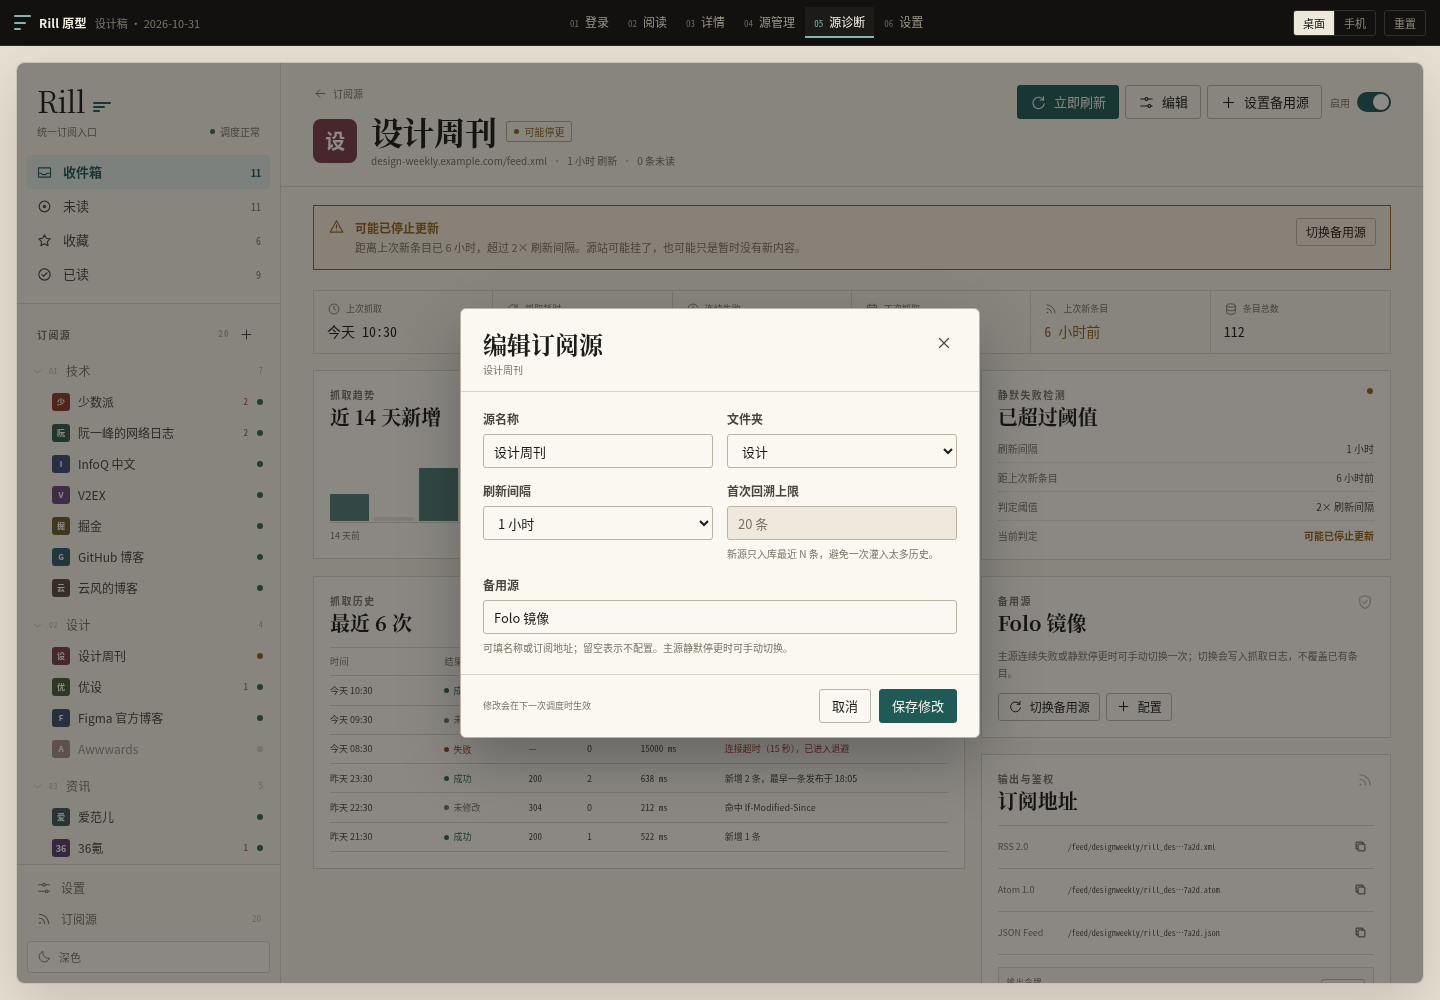 Rill 原型 设计稿 · 2026-10-31
01 登录
02 阅读
03 详情
04 源管理
05 源诊断
06 设置
桌面
手机
重置
Rill
统一订阅入口
调度正常
收件箱 11
未读 11
收藏 6
已读 9
订阅源 20
01 技术 7
少数派 2
阮一峰的网络日志 2
InfoQ 中文
V2EX
掘金
GitHub 博客
云风的博客
02 设计 4
设计周刊
优设 1
Figma 官方博客
Awwwards
03 资讯 5
爱范儿
36氪 1
设置
订阅源 20
深色
订阅源
设
设计周刊
可能停更
design-weekly.example.com/feed.xml · 1 小时 刷新 · 0 条未读
立即刷新
编辑
设置备用源
启用
可能已停止更新
距离上次新条目已 6 小时，超过 2× 刷新间隔。源站可能挂了，也可能只是暂时没有新内容。
切换备用源
上次抓取
今天 10:30
上次新条目
6 小时前
条目总数
112
抓取趋势
近 14 天新增
14 天前
静默失败检测
已超过阈值
刷新间隔 1 小时
距上次新条目 6 小时前
判定阈值 2× 刷新间隔
当前判定 可能已停止更新
编辑订阅源
设计周刊
源名称
设计周刊
文件夹
设计
刷新间隔
1 小时
首次回溯上限
20 条
新源只入库最近 N 条，避免一次灌入太多历史。
备用源
Folo 镜像
可填名称或订阅地址；留空表示不配置。主源静默停更时可手动切换。
修改会在下一次调度时生效
取消
保存修改
抓取历史
最近 6 次
时间
今天 10:30
今天 09:30
今天 08:30 失败 — 0 15000 ms 连接超时（15 秒），已进入退避
昨天 23:30 成功 200 2 638 ms 新增 2 条，最早一条发布于 18:05
昨天 22:30 未修改 304 0 212 ms 命中 If-Modified-Since
昨天 21:30 成功 200 1 522 ms 新增 1 条
备用源
Folo 镜像
主源连续失败或静默停更时可手动切换一次；切换会写入抓取日志，不覆盖已有条
目。
切换备用源
配置
输出与鉴权
订阅地址
RSS 2.0 /feed/designweekly/rill_des···7a2d.xml
Atom 1.0 /feed/designweekly/rill_des···7a2d.atom
JSON Feed /feed/designweekly/rill_des···7a2d.json